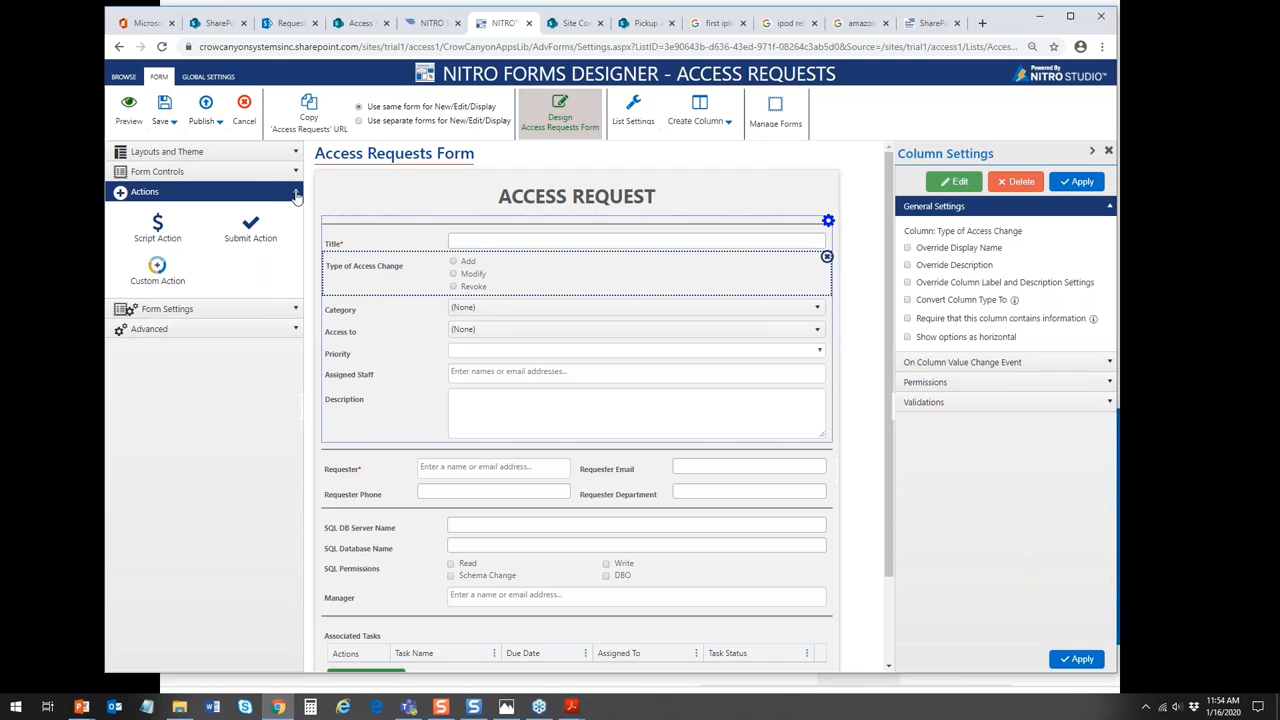 Microso
SharePo
Request
Access
NITRO
NITRO
Site Con
Pickup a
first iph
ipod rel
amazon
SharePo
crowcanyonsystemsinc.sharepoint.com/sites/trial1/access1/CrowCanyonAppsLib/AdvForms/Settings.aspx?ListID=3e90643b-d636-43ed-971f-08264c3ab5d0&Source=/sites/trial1/access1/Lists/Acces...
BROWSE FORM GLOBAL SETTINGS
NITRO FORMS DESIGNER - ACCESS REQUESTS
Powered By
NITRO STUDIO™
Preview Save Publish Cancel
Copy
'Access Requests' URL
Use same form for New/Edit/Display
Use separate forms for New/Edit/Display
Design
Access Requests Form
List Settings Create Column Manage Forms
Layouts and Theme
Form Controls
Actions
Script Action Submit Action
Custom Action
Form Settings
Advanced
Access Requests Form
ACCESS REQUEST
Title*
Type of Access Change
Add
Modify
Revoke
Category (None)
Access to (None)
Priority
Assigned Staff Enter names or email addresses...
Description
Requester* Enter a name or email address... Requester Email
Requester Phone Requester Department
SQL DB Server Name
SQL Database Name
SQL Permissions Read Write
Schema Change DBO
Manager Enter a name or email address...
Associated Tasks
Actions Task Name Due Date Assigned To Task Status
Column Settings
Edit Delete Apply
General Settings
Column: Type of Access Change
Override Display Name
Override Description
Override Column Label and Description Settings
Convert Column Type To
Require that this column contains information
Show options as horizontal
On Column Value Change Event
Permissions
Validations
Apply
11:54 AM
1/16/2020